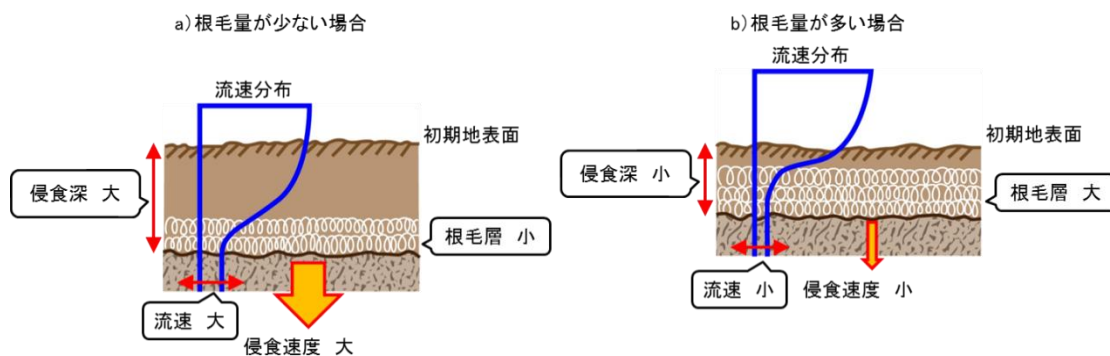 a）根毛量が少ない場合
流速分布
初期地表面
侵食深 大
根毛層 小
流速 大
侵食速度 大
b）根毛量が多い場合
流速分布
初期地表面
侵食深 小
根毛層 大
流速 小
侵食速度 小